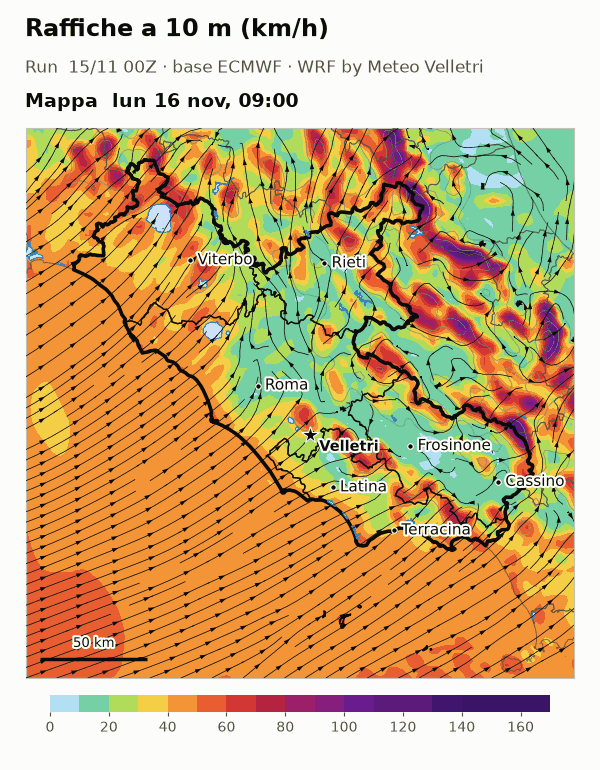 Raffiche a 10 m (km/h)
Run  15/11 00Z · base ECMWF · WRF by Meteo Velletri
Mappa  lun 16 nov, 09:00
Viterbo
Rieti
Roma
Velletri
Frosinone
Latina
Cassino
Terracina
50 km
0 20 40 60 80 100 120 140 160